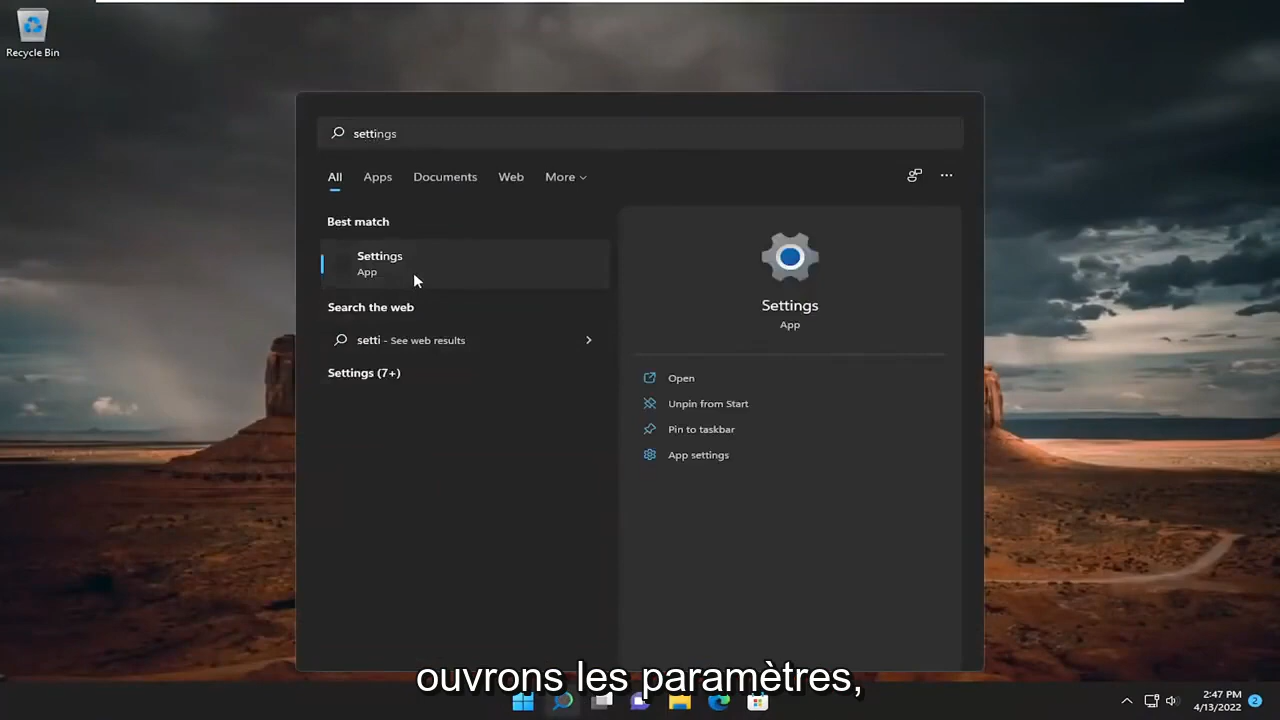 Recycle Bin
settings
All Apps Documents Web More
Best match
Settings
App
Search the web
setti - See web results
Settings (7+)
Settings
App
Open
Unpin from Start
Pin to taskbar
App settings
ouvrons les paramètres,
2:47 PM
4/13/2022
2